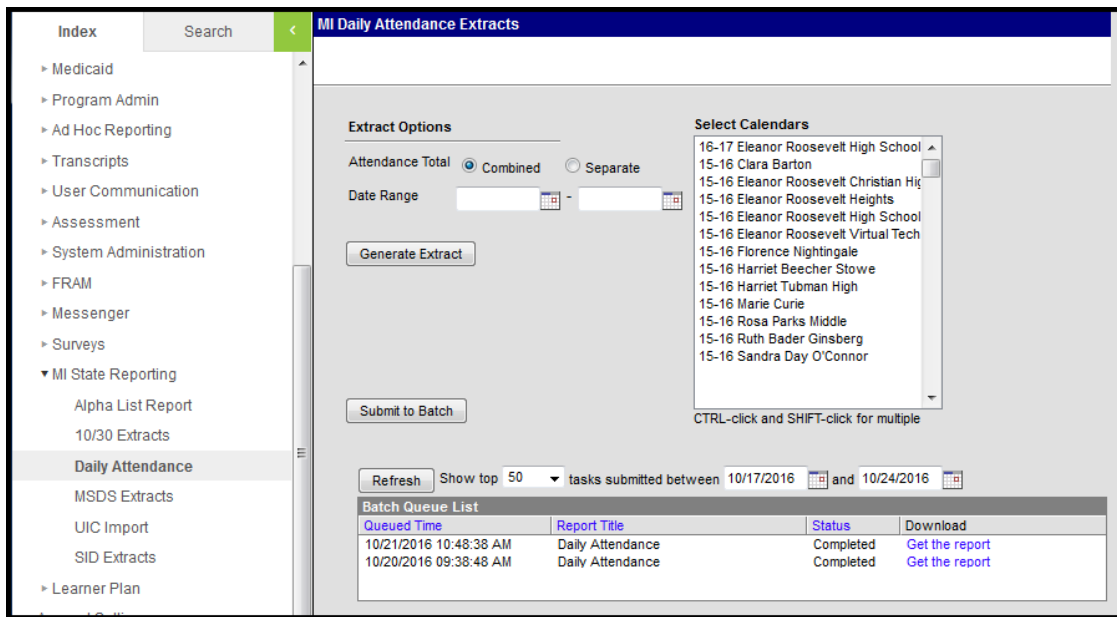 Index
Search
<
Medicaid
Program Admin
Ad Hoc Reporting
Transcripts
User Communication
Assessment
System Administration
FRAM
Messenger
Surveys
MI State Reporting
Alpha List Report
10/30 Extracts
Daily Attendance
MSDS Extracts
UIC Import
SID Extracts
Learner Plan
MI Daily Attendance Extracts
Extract Options
Attendance Total Combined Separate
Date Range -
Generate Extract
Submit to Batch
Select Calendars
16-17 Eleanor Roosevelt High School
15-16 Clara Barton
15-16 Eleanor Roosevelt Christian Hig
15-16 Eleanor Roosevelt Heights
15-16 Eleanor Roosevelt High School
15-16 Eleanor Roosevelt Virtual Tech
15-16 Florence Nightingale
15-16 Harriet Beecher Stowe
15-16 Harriet Tubman High
15-16 Marie Curie
15-16 Rosa Parks Middle
15-16 Ruth Bader Ginsberg
15-16 Sandra Day O'Connor
CTRL-click and SHIFT-click for multiple
Refresh Show top 50 tasks submitted between 10/17/2016 and 10/24/2016
Batch Queue List
Queued Time Report Title Status Download
10/21/2016 10:48:38 AM Daily Attendance Completed Get the report
10/20/2016 09:38:48 AM Daily Attendance Completed Get the report